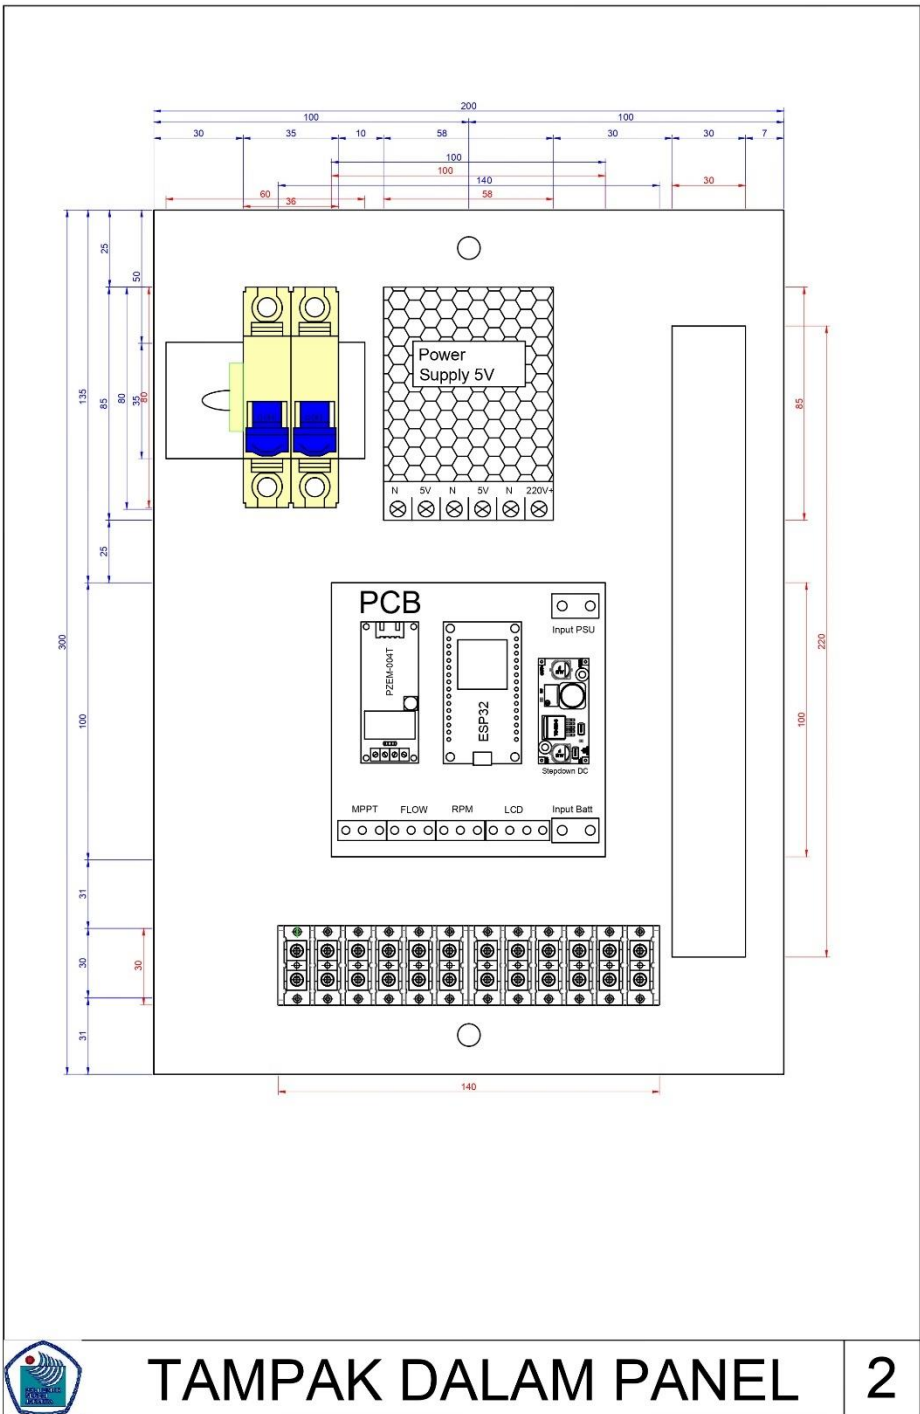 200
100 100
30 35 10 58 30 30 7
100
100
140
60
36
58
30
25
50
135
85
80
35
80
85
25
300
100
31
30
30
31
220
100
140
Power
Supply 5V
N 5V N 5V N 220V+
PCB
Input PSU
PZEM-004T
ESP32
Stepdown DC
MPPT FLOW RPM LCD Input Batt
TAMPAK DALAM PANEL 2